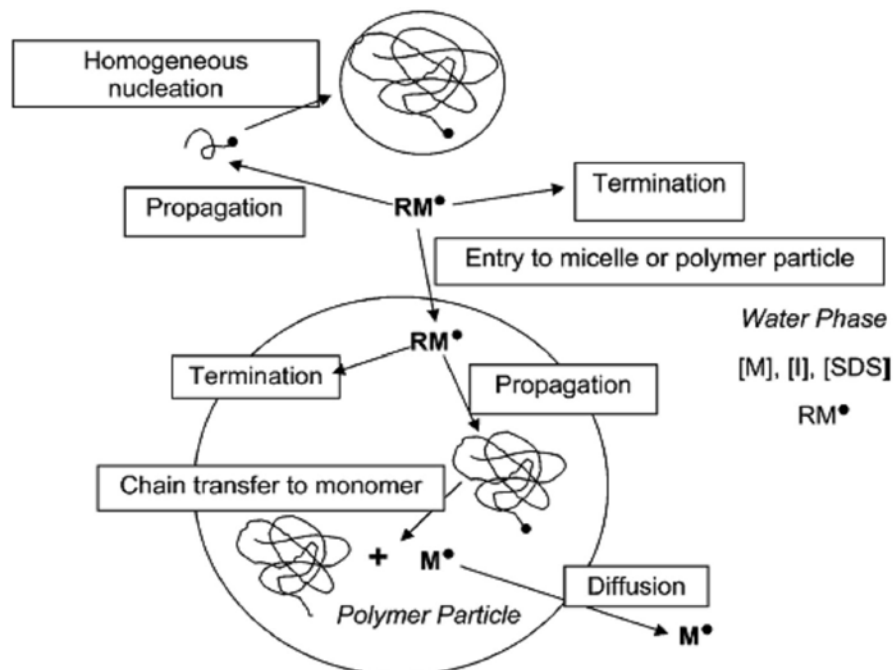 Homogeneous
nucleation
Propagation
RM•
Termination
Entry to micelle or polymer particle
Water Phase
[M], [I], [SDS]
RM•
RM•
Termination
Propagation
Chain transfer to monomer
+ M•
Polymer Particle
Diffusion
M•